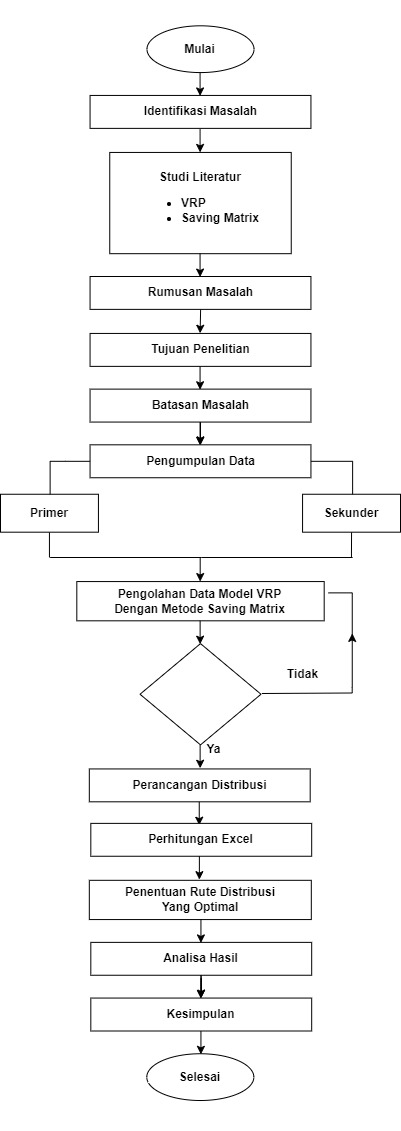 Mulai
Identifikasi Masalah
Studi Literatur
• VRP
• Saving Matrix
Rumusan Masalah
Tujuan Penelitian
Batasan Masalah
Pengumpulan Data
Primer
Sekunder
Pengolahan Data Model VRP
Dengan Metode Saving Matrix
Tidak
Ya
Perancangan Distribusi
Perhitungan Excel
Penentuan Rute Distribusi
Yang Optimal
Analisa Hasil
Kesimpulan
Selesai